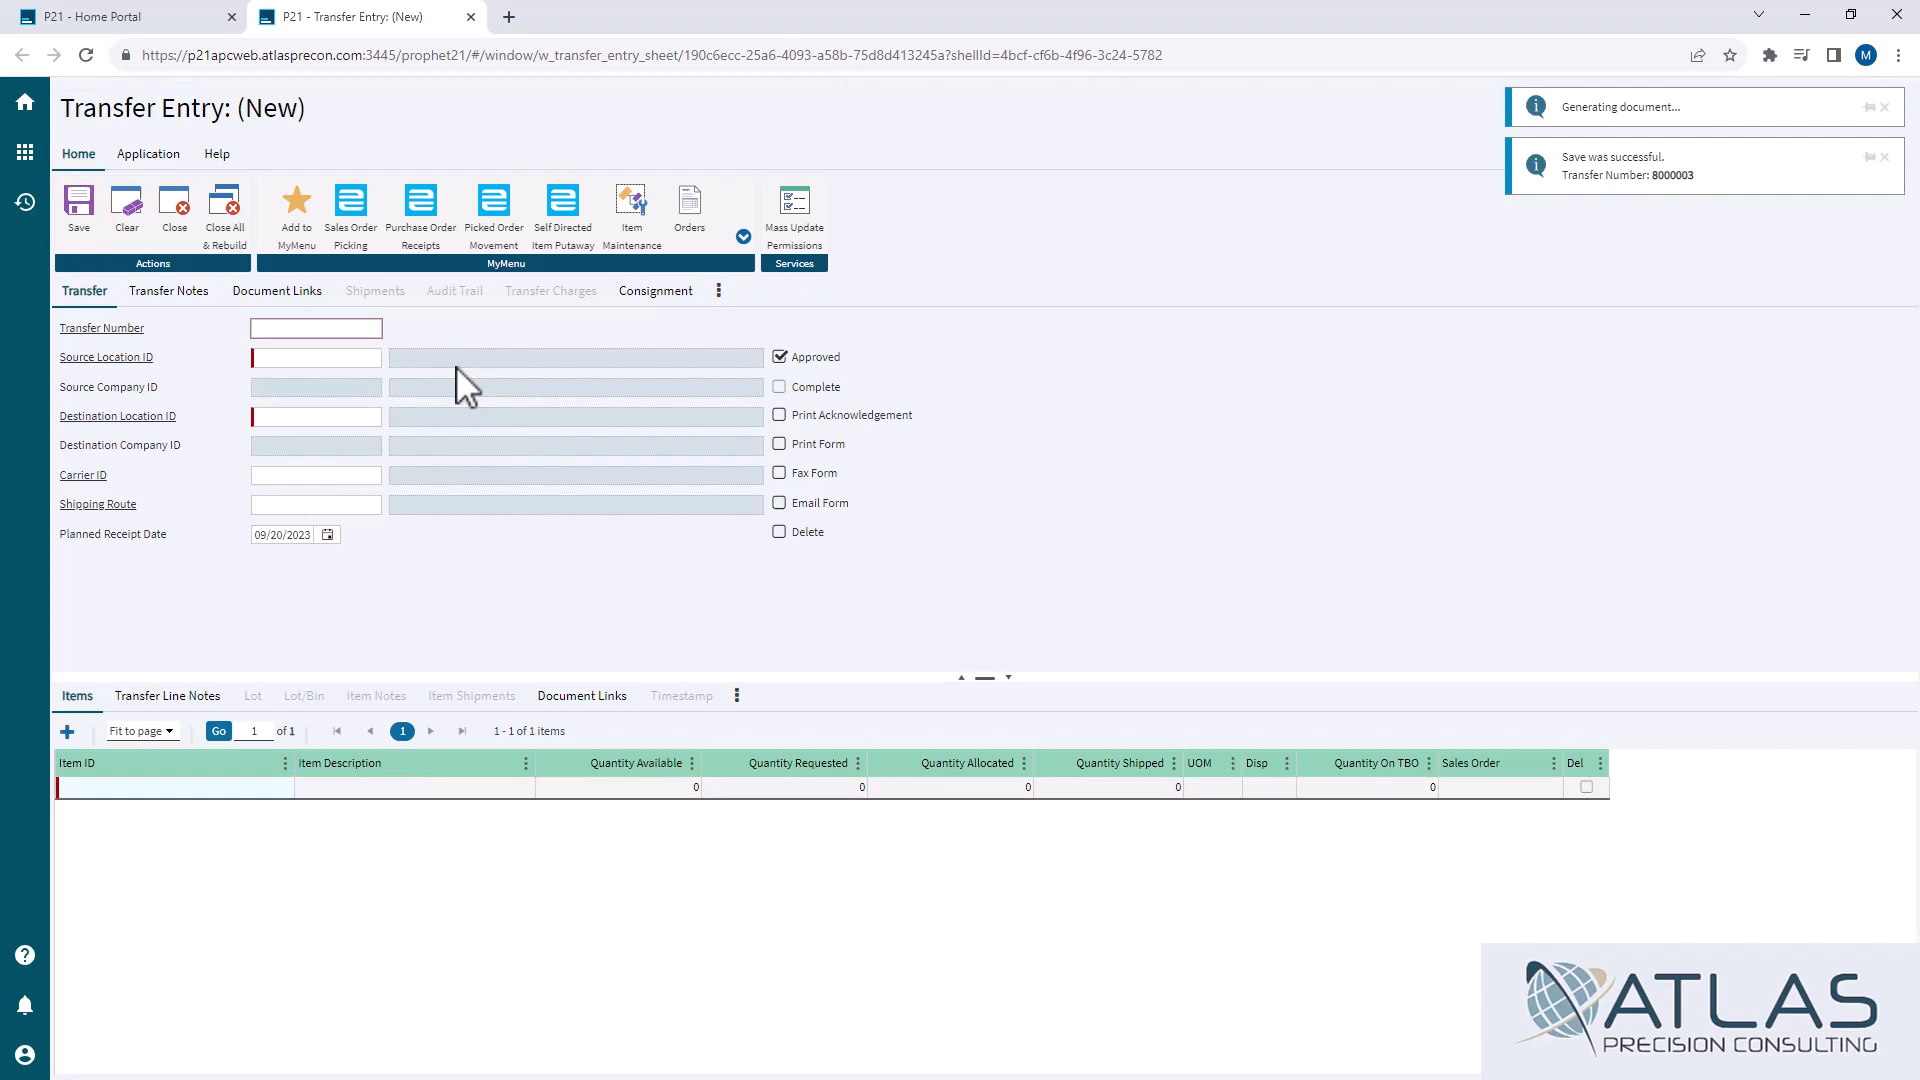 P21 - Home Portal
P21 - Transfer Entry: (New)
https://p21apcweb.atlasprecon.com:3445/prophet21/#/window/w_transfer_entry_sheet/190c6ecc-25a6-4093-a58b-75d8d413245a?shellId=4bcf-cf6b-4f96-3c24-5782
M
Transfer Entry: (New)
Generating document...
Save was successful.
Transfer Number: 8000003
Home Application Help
Save
Clear
Close
Close All
& Rebuild
Add to
MyMenu
Sales Order
Picking
Purchase Order
Receipts
Picked Order
Movement
Self Directed
Item Putaway
Item
Maintenance
Orders
Mass Update
Permissions
Actions
MyMenu
Services
Transfer Transfer Notes Document Links Shipments Audit Trail Transfer Charges Consignment
Transfer Number
Source Location ID
Approved
Source Company ID
Complete
Destination Location ID
Print Acknowledgement
Destination Company ID
Print Form
Carrier ID
Fax Form
Shipping Route
Email Form
Planned Receipt Date 09/20/2023
Delete
Items Transfer Line Notes Lot Lot/Bin Item Notes Item Shipments Document Links Timestamp
Fit to page Go 1 of 1 1 1 - 1 of 1 items
Item ID Item Description Quantity Available Quantity Requested Quantity Allocated Quantity Shipped UOM Disp Quantity On TBO Sales Order Del
0 0 0 0 0
ATLAS
PRECISION CONSULTING